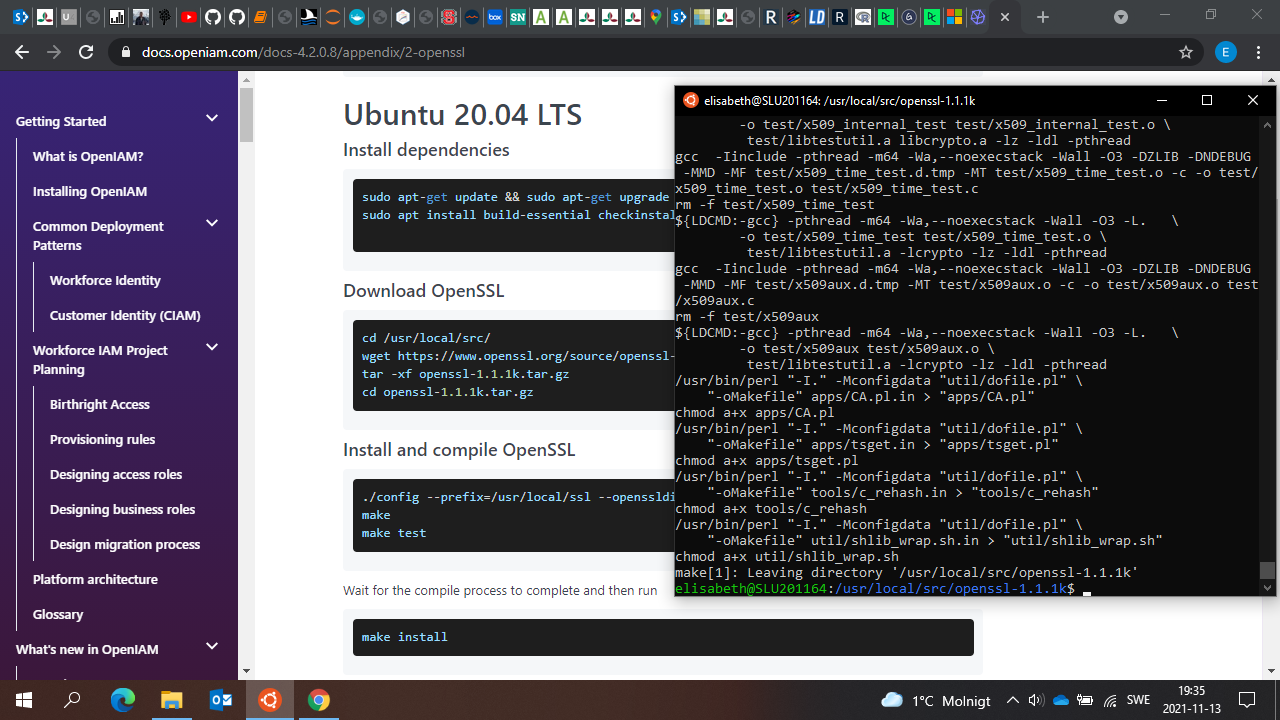 docs.openiam.com/docs-4.2.0.8/appendix/2-openssl
E
Getting Started
What is OpenIAM?
Installing OpenIAM
Common Deployment
Patterns
Workforce Identity
Customer Identity (CIAM)
Workforce IAM Project
Planning
Birthright Access
Provisioning rules
Designing access roles
Designing business roles
Design migration process
Platform architecture
Glossary
What's new in OpenIAM
Ubuntu 20.04 LTS
Install dependencies
sudo apt-get update && sudo apt-get upgrade
sudo apt install build-essential checkinstal
Download OpenSSL
cd /usr/local/src/
wget https://www.openssl.org/source/openssl-
tar -xf openssl-1.1.1k.tar.gz
cd openssl-1.1.1k.tar.gz
Install and compile OpenSSL
./config --prefix=/usr/local/ssl --openssldi
make
make test
Wait for the compile process to complete and then run
make install
elisabeth@SLU201164: /usr/local/src/openssl-1.1.1k
-o test/x509_internal_test test/x509_internal_test.o \
test/libtestutil.a libcrypto.a -lz -ldl -pthread
gcc  -Iinclude -pthread -m64 -Wa,--noexecstack -Wall -O3 -DZLIB -DNDEBUG
-MMD -MF test/x509_time_test.d.tmp -MT test/x509_time_test.o -c -o test/
x509_time_test.o test/x509_time_test.c
rm -f test/x509_time_test
${LDCMD:-gcc} -pthread -m64 -Wa,--noexecstack -Wall -O3 -L.   \
-o test/x509_time_test test/x509_time_test.o \
test/libtestutil.a -lcrypto -lz -ldl -pthread
gcc  -Iinclude -pthread -m64 -Wa,--noexecstack -Wall -O3 -DZLIB -DNDEBUG
-MMD -MF test/x509aux.d.tmp -MT test/x509aux.o -c -o test/x509aux.o test
/x509aux.c
rm -f test/x509aux
${LDCMD:-gcc} -pthread -m64 -Wa,--noexecstack -Wall -O3 -L.   \
-o test/x509aux test/x509aux.o \
test/libtestutil.a -lcrypto -lz -ldl -pthread
/usr/bin/perl "-I." -Mconfigdata "util/dofile.pl" \
"-oMakefile" apps/CA.pl.in > "apps/CA.pl"
chmod a+x apps/CA.pl
/usr/bin/perl "-I." -Mconfigdata "util/dofile.pl" \
"-oMakefile" apps/tsget.in > "apps/tsget.pl"
chmod a+x apps/tsget.pl
/usr/bin/perl "-I." -Mconfigdata "util/dofile.pl" \
"-oMakefile" tools/c_rehash.in > "tools/c_rehash"
chmod a+x tools/c_rehash
/usr/bin/perl "-I." -Mconfigdata "util/dofile.pl" \
"-oMakefile" util/shlib_wrap.sh.in > "util/shlib_wrap.sh"
chmod a+x util/shlib_wrap.sh
make[1]: Leaving directory '/usr/local/src/openssl-1.1.1k'
elisabeth@SLU201164:/usr/local/src/openssl-1.1.1k$
1°C Molnigt
SWE
19:35
2021-11-13